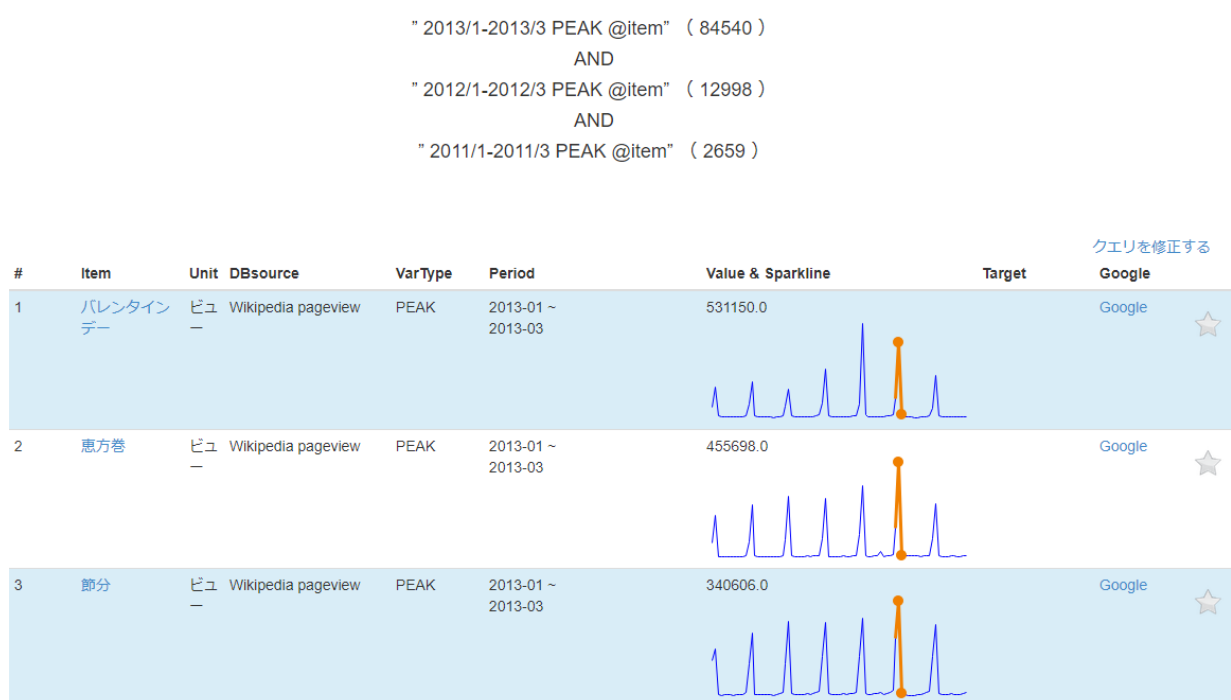 ” 2013/1-2013/3 PEAK @item” （ 84540 ）
AND
” 2012/1-2012/3 PEAK @item” （ 12998 ）
AND
” 2011/1-2011/3 PEAK @item” （ 2659 ）
クエリを修正する
# Item Unit DBsource VarType Period Value & Sparkline Target Google
1 バレンタイン ビュ Wikipedia pageview PEAK 2013-01 ~ 531150.0 Google
デー ー 2013-03
2 恵方巻 ビュ Wikipedia pageview PEAK 2013-01 ~ 455698.0 Google
ー 2013-03
3 節分 ビュ Wikipedia pageview PEAK 2013-01 ~ 340606.0 Google
ー 2013-03